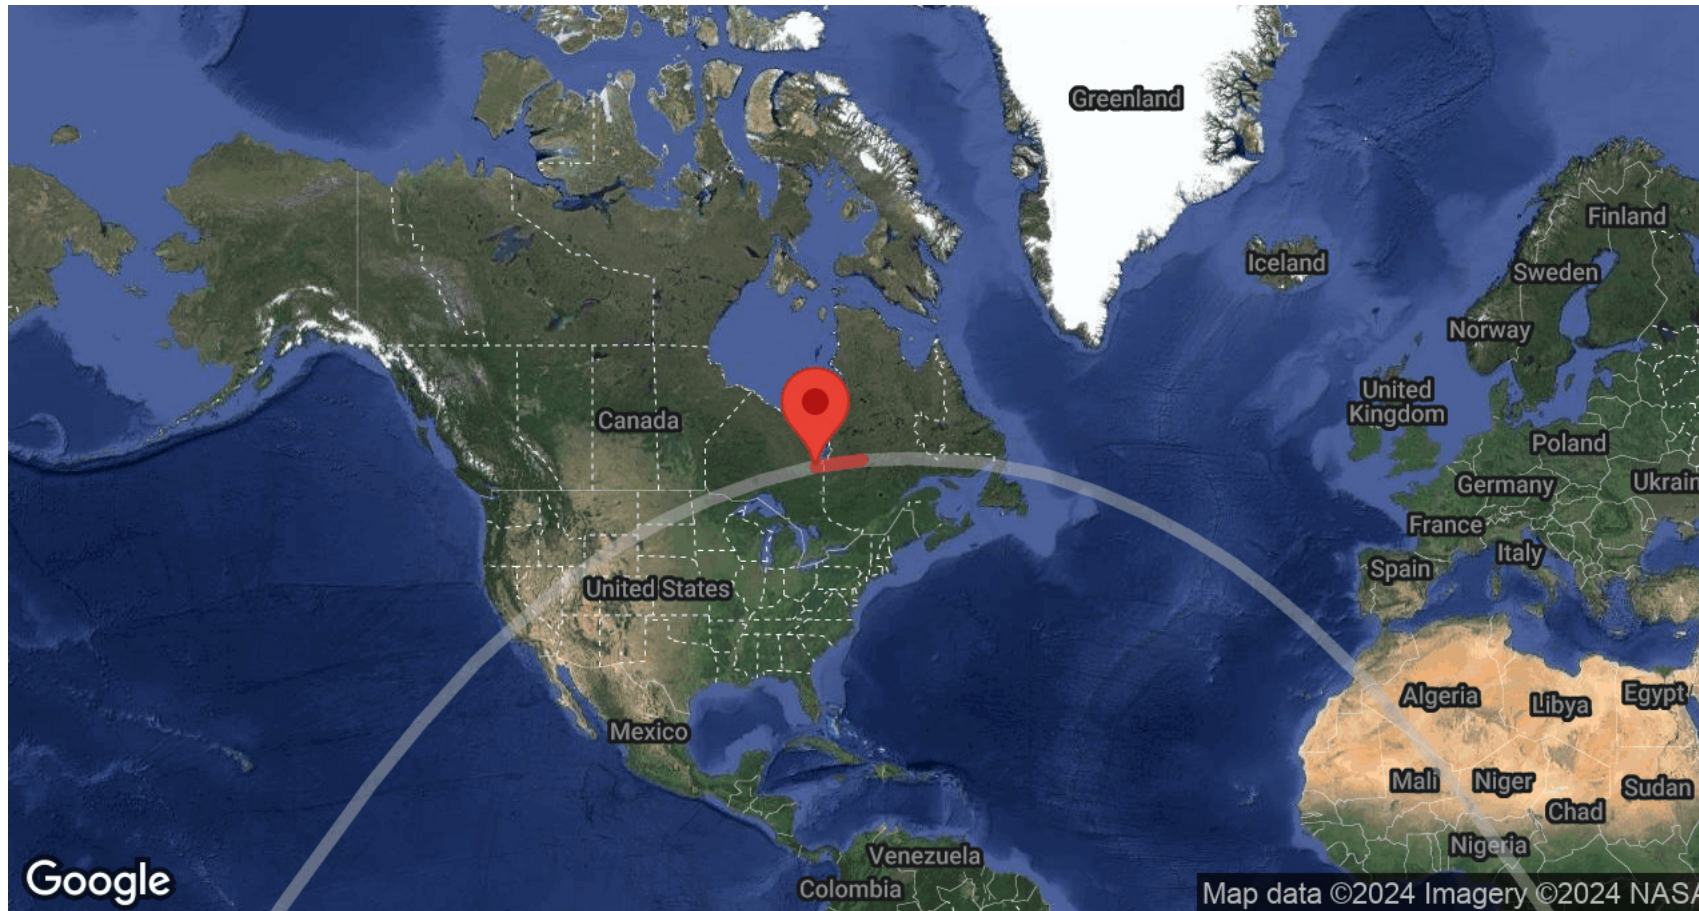 Greenland
Finland
Iceland
Sweden
Norway
United
Kingdom
Canada
Poland
Germany
Ukrain
France
Italy
Spain
United States
Algeria
Libya
Egypt
Mexico
Mali
Niger
Sudan
Chad
Nigeria
Venezuela
Colombia
Google
Map data ©2024 Imagery ©2024 NASA